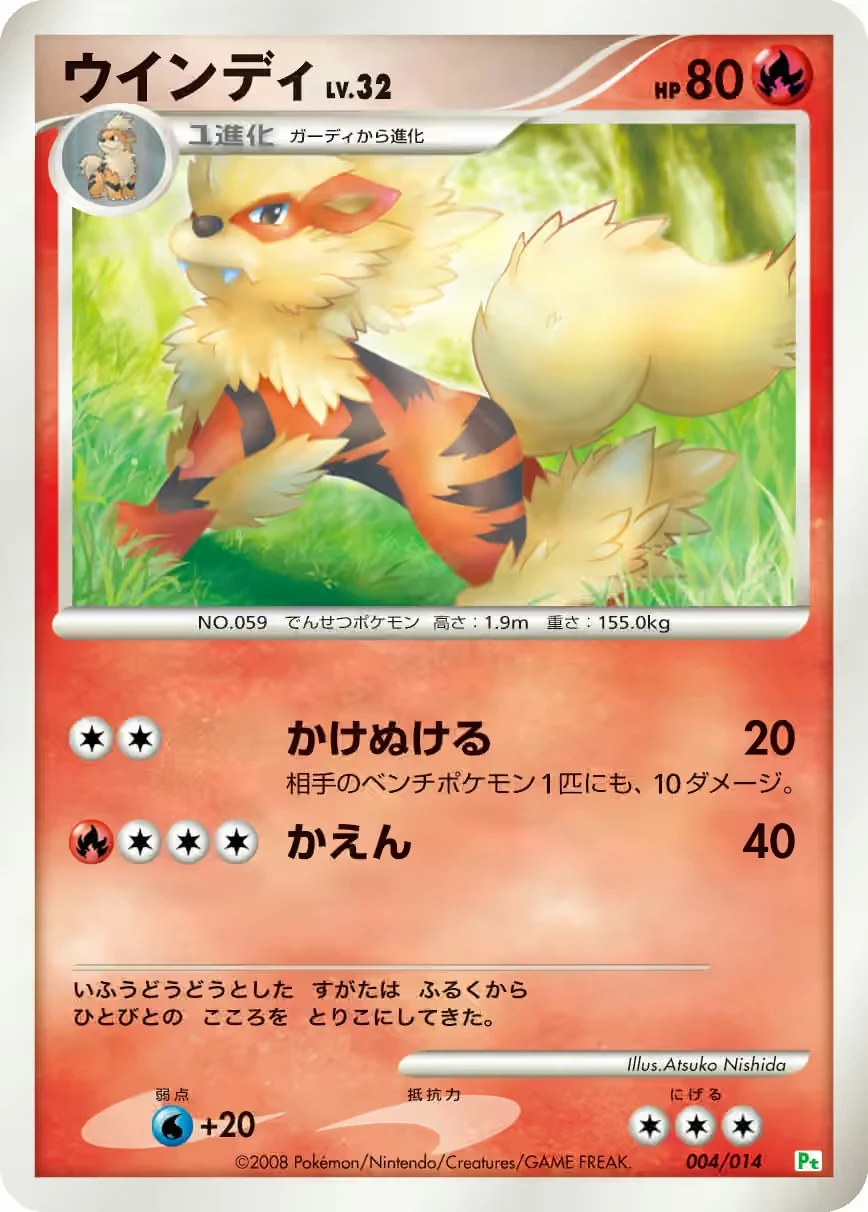 ウインディ LV.32 HP 80
1進化 ガーディから進化
NO.059 でんせつポケモン 高さ:1.9m 重さ:155.0kg
かけぬける 20
相手のベンチポケモン1匹にも、10ダメージ。
かえん 40
いふうどうどうとした すがたは ふるくから
ひとびとの こころを とりこにしてきた。
Illus.Atsuko Nishida
弱点 抵抗力 にげる
+20
©2008 Pokémon/Nintendo/Creatures/GAME FREAK. 004/014 Pt